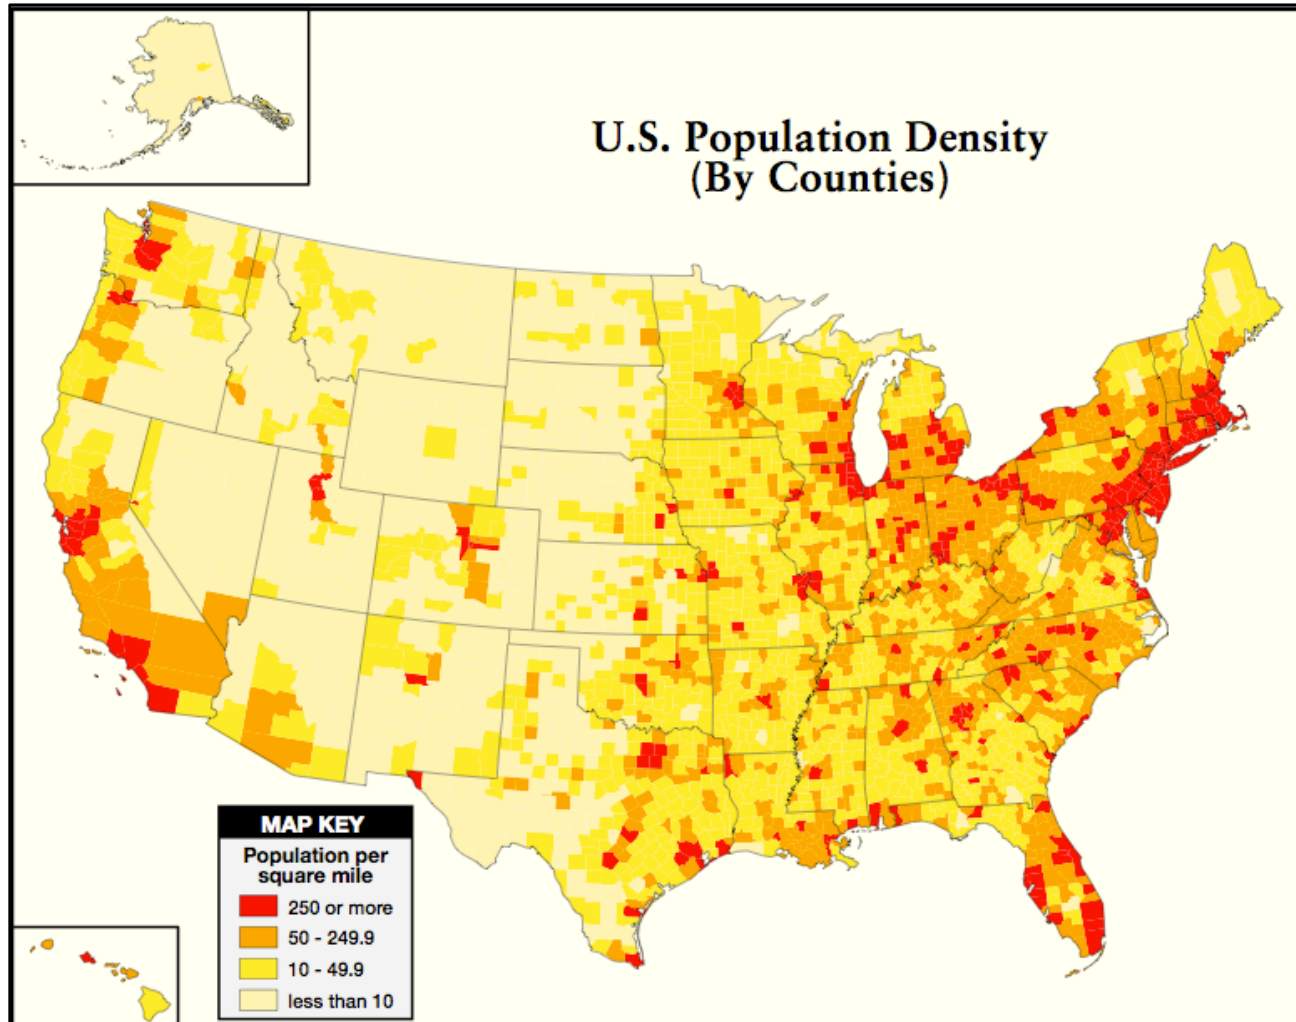 U.S. Population Density
(By Counties)
MAP KEY
Population per
square mile
250 or more
50 - 249.9
10 - 49.9
less than 10